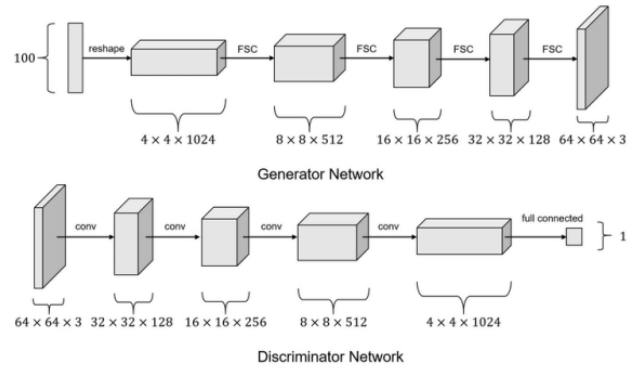 100
reshape
FSC
FSC
FSC
FSC
4 × 4 × 1024
8 × 8 × 512
16 × 16 × 256
32 × 32 × 128
64 × 64 × 3
Generator Network
conv
conv
conv
conv
full connected
1
64 × 64 × 3
32 × 32 × 128
16 × 16 × 256
8 × 8 × 512
4 × 4 × 1024
Discriminator Network